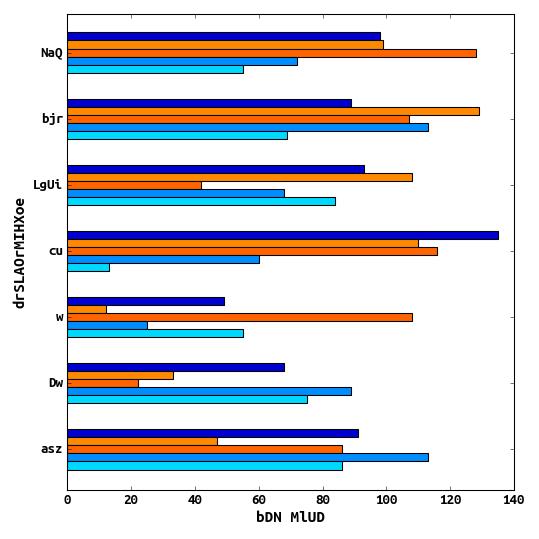 drSLAOrMIHXoe
NaQ
bjr
LgUi
cu
w
Dw
asz
0 20 40 60 80 100 120 140
bDN MlUD